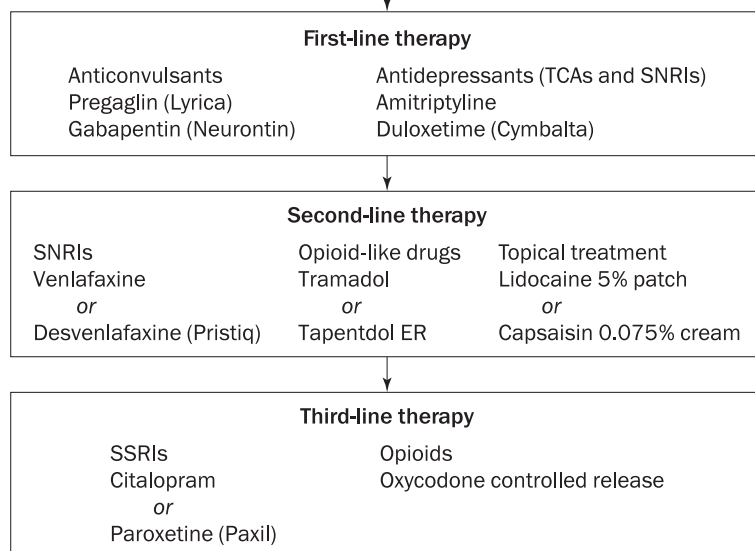 First-line therapy
Anticonvulsants
Pregaglin (Lyrica)
Gabapentin (Neurontin)
Antidepressants (TCAs and SNRIs)
Amitriptyline
Duloxetime (Cymbalta)
Second-line therapy
SNRIs
Venlafaxine
or
Desvenlafaxine (Pristiq)
Opioid-like drugs
Tramadol
or
Tapentdol ER
Topical treatment
Lidocaine 5% patch
or
Capsaisin 0.075% cream
Third-line therapy
SSRIs
Citalopram
or
Paroxetine (Paxil)
Opioids
Oxycodone controlled release